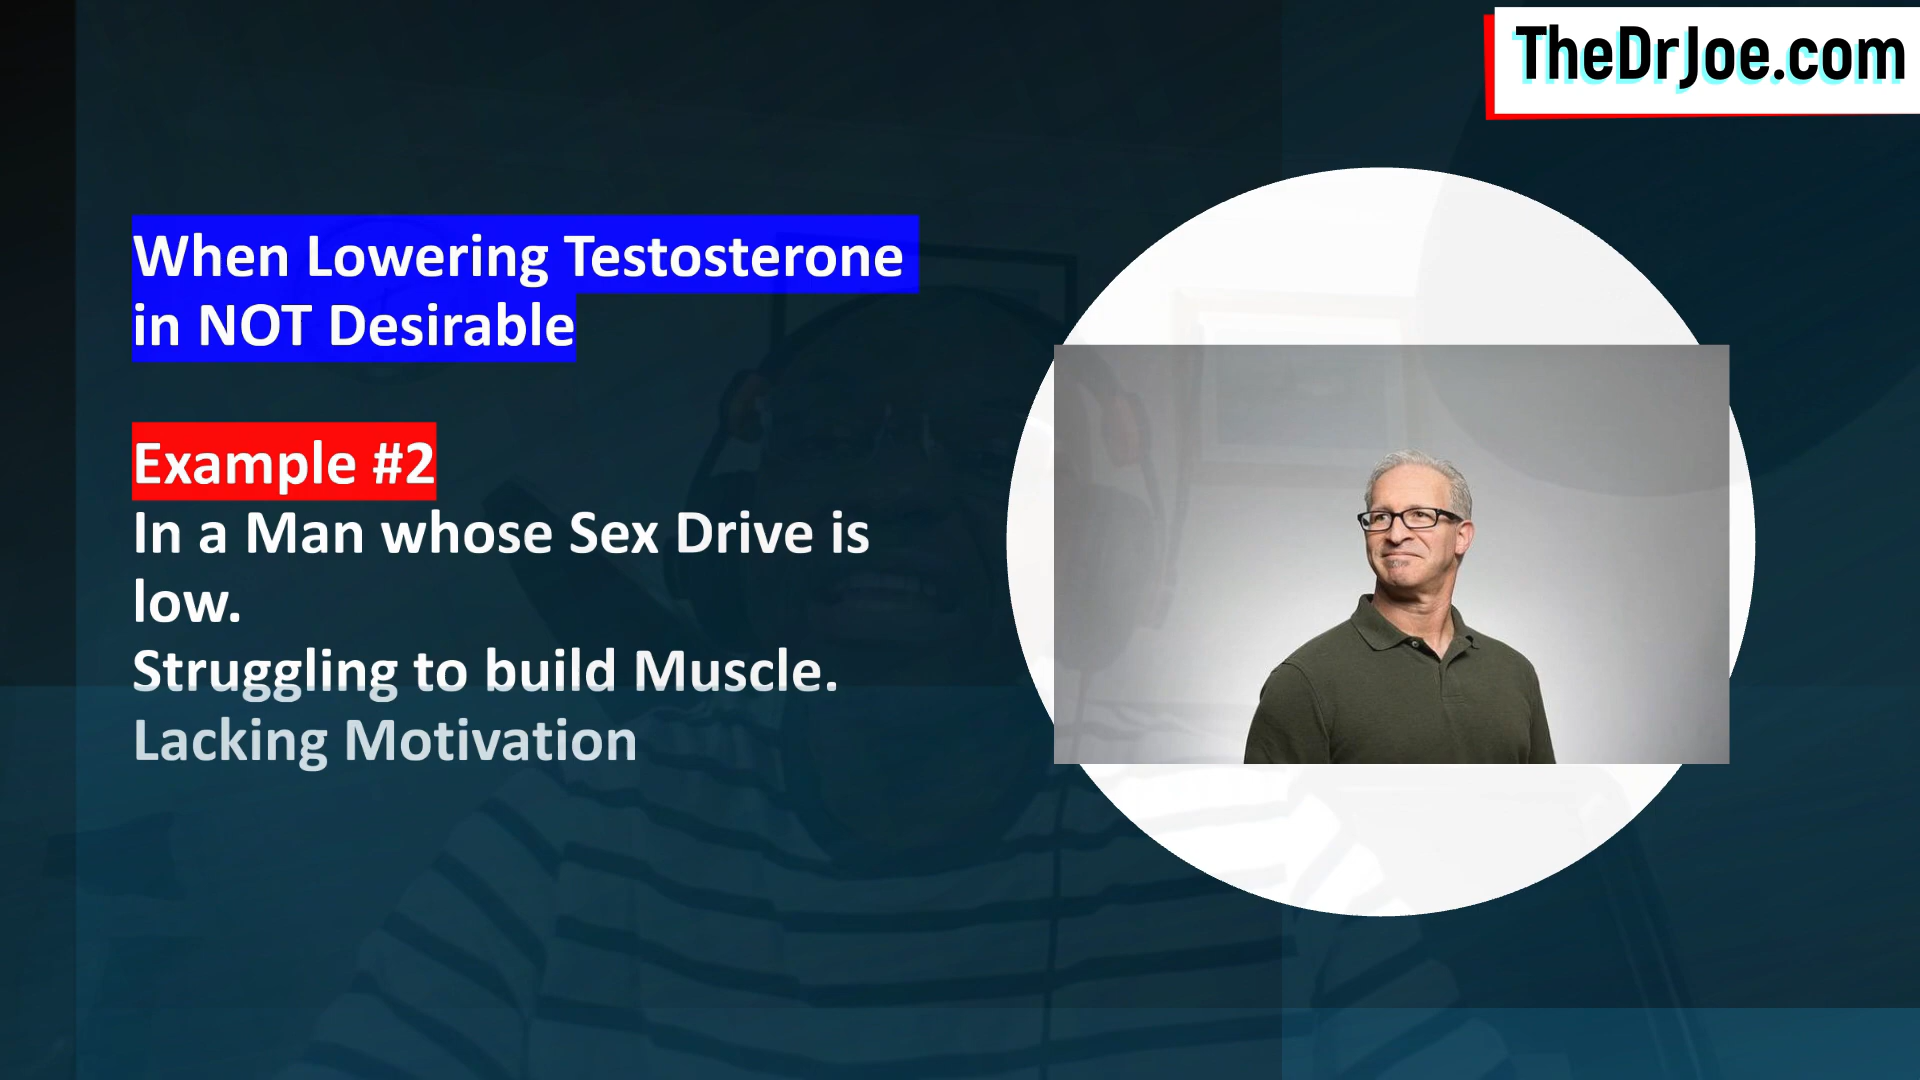 TheDrJoe.com
When Lowering Testosterone
in NOT Desirable
Example #2
In a Man whose Sex Drive is
low.
Struggling to build Muscle.
Lacking Motivation